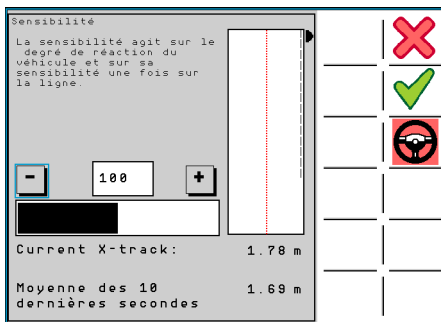 Sensibilité
La sensibilité agit sur le
degré de réaction du
véhicule et sur sa
sensibilité une fois sur
la ligne.
- 100 +
Current X-track: 1.78 m
Moyenne des 10 1.69 m
dernières secondes